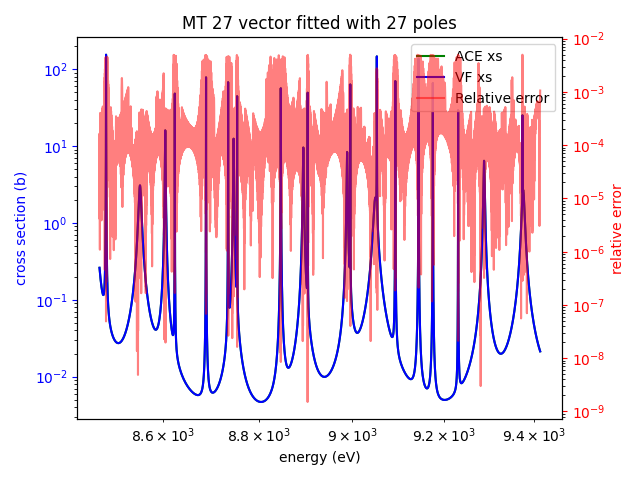 MT 27 vector fitted with 27 poles
ACE xs
VF xs
Relative error
cross section (b)
10²
10¹
10⁰
10⁻¹
10⁻²
relative error
10⁻²
10⁻³
10⁻⁴
10⁻⁵
10⁻⁶
10⁻⁷
10⁻⁸
10⁻⁹
8.6 × 10³ 8.8 × 10³ 9 × 10³ 9.2 × 10³ 9.4 × 10³
energy (eV)